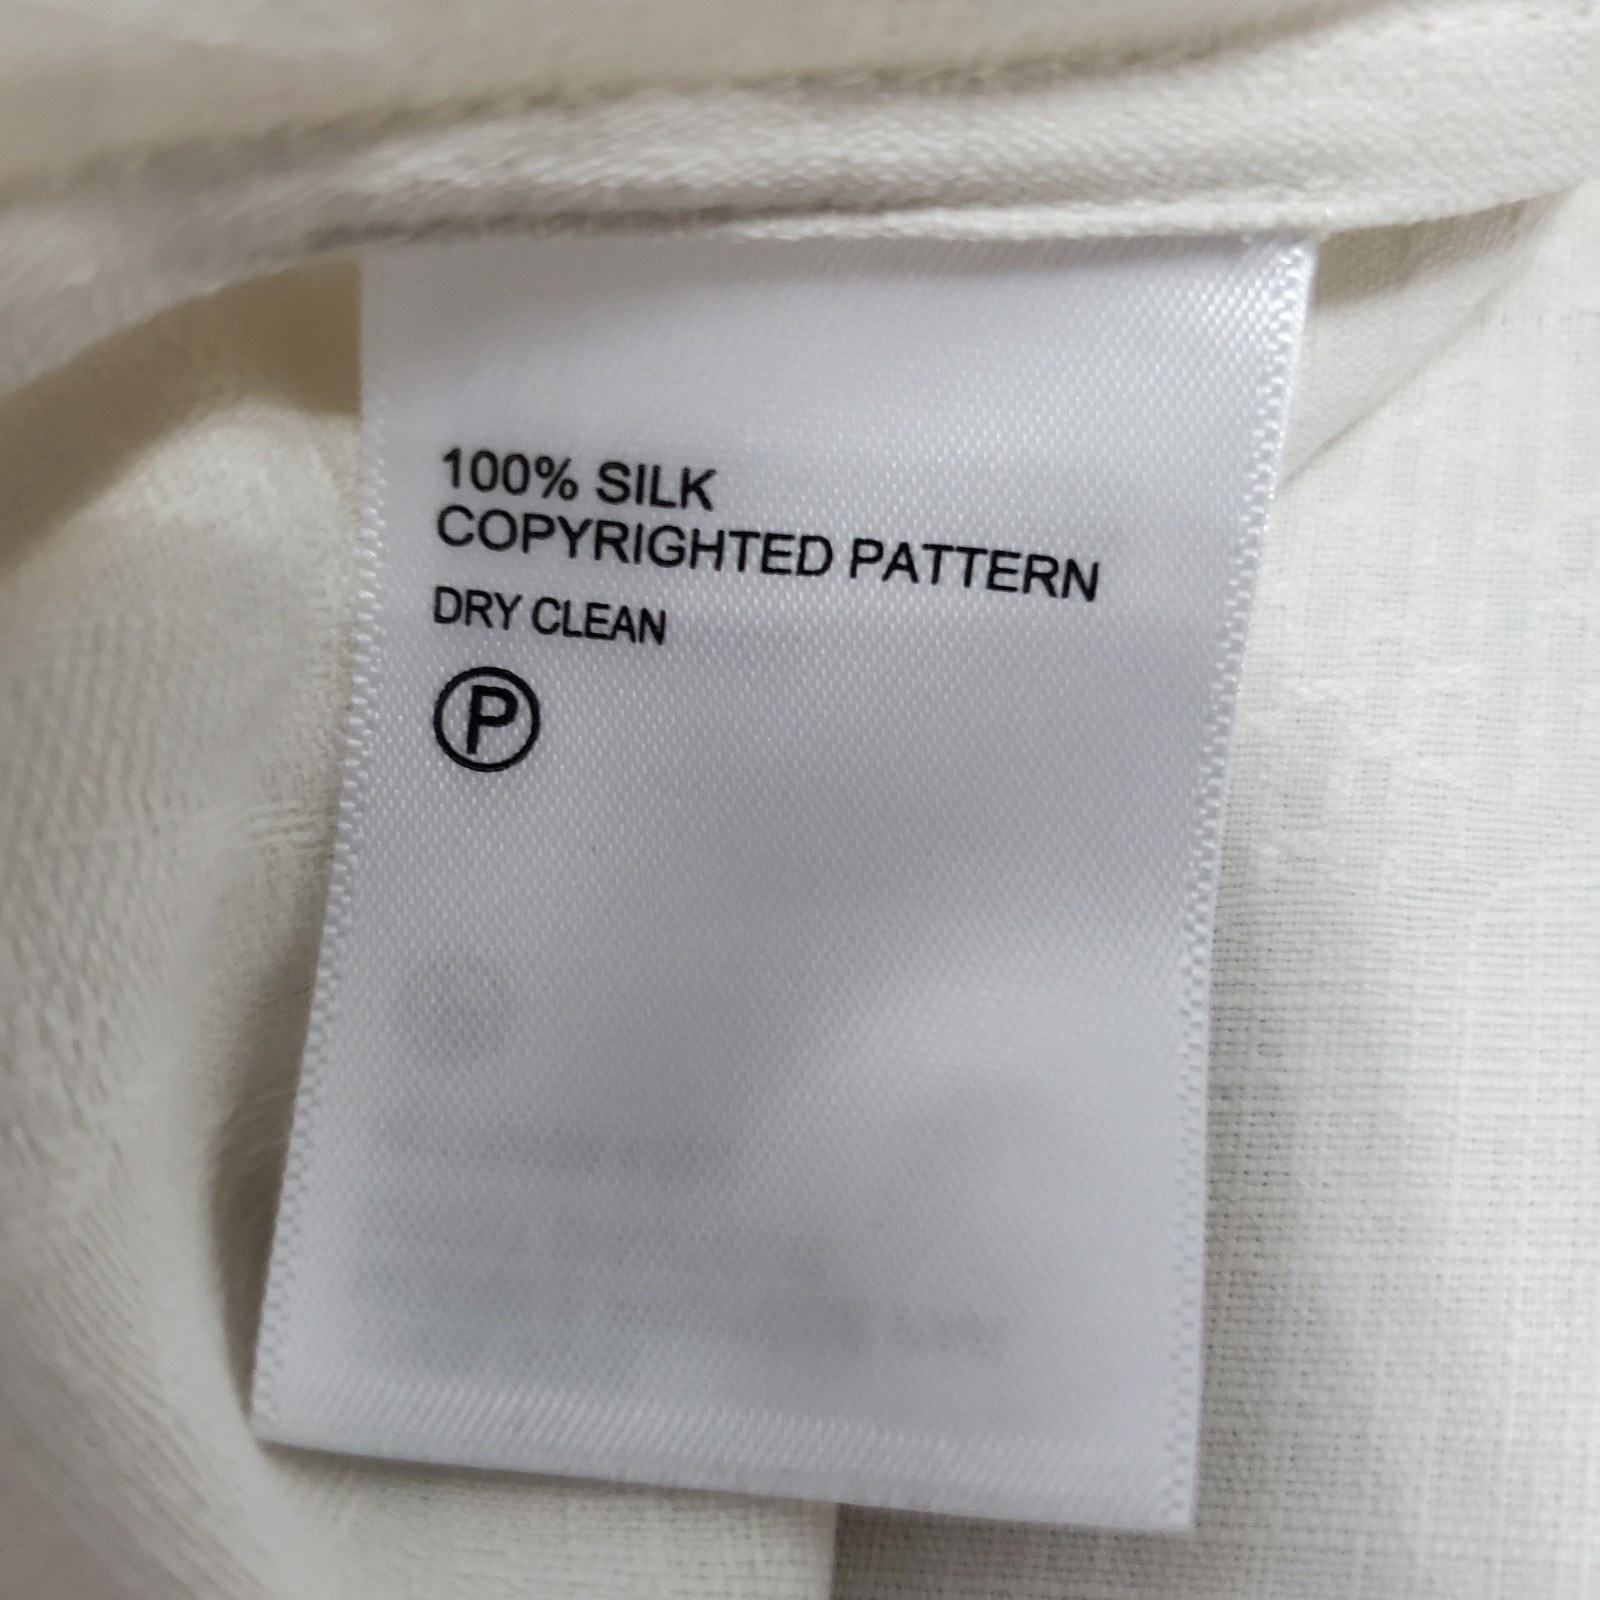 100% SILK
COPYRIGHTED PATTERN
DRY CLEAN
P